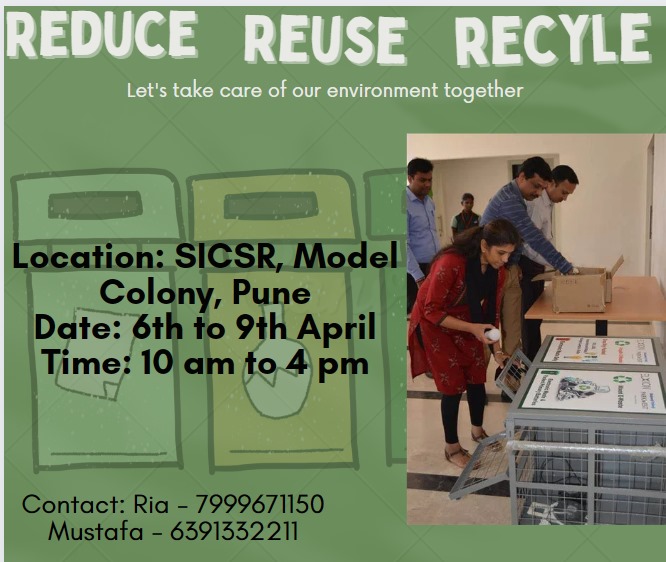 REDUCE REUSE RECYLE
Let's take care of our environment together
Location: SICSR, Model
Colony, Pune
Date: 6th to 9th April
Time: 10 am to 4 pm
Contact: Ria - 7999671150
Mustafa - 6391332211